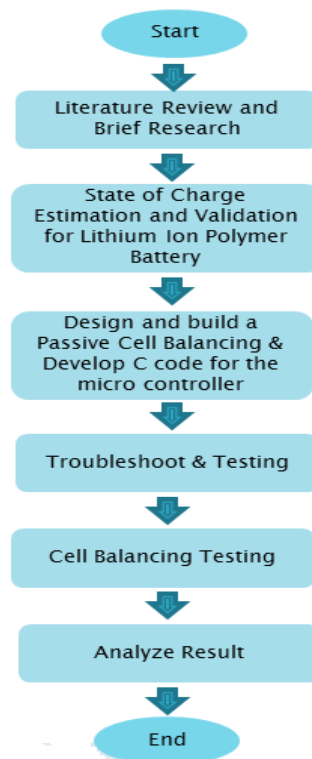 Start
Literature Review and
Brief Research
State of Charge
Estimation and Validation
for Lithium Ion Polymer
Battery
Design and build a
Passive Cell Balancing &
Develop C code for the
micro controller
Troubleshoot & Testing
Cell Balancing Testing
Analyze Result
End